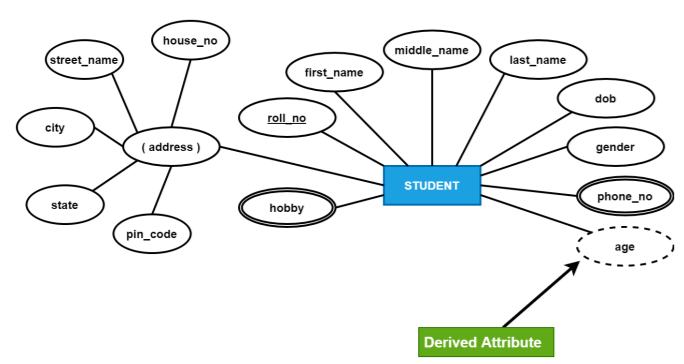 house_no
street_name
middle_name
last_name
first_name
dob
roll_no
city
( address )
gender
STUDENT
phone_no
state
hobby
pin_code
age
Derived Attribute